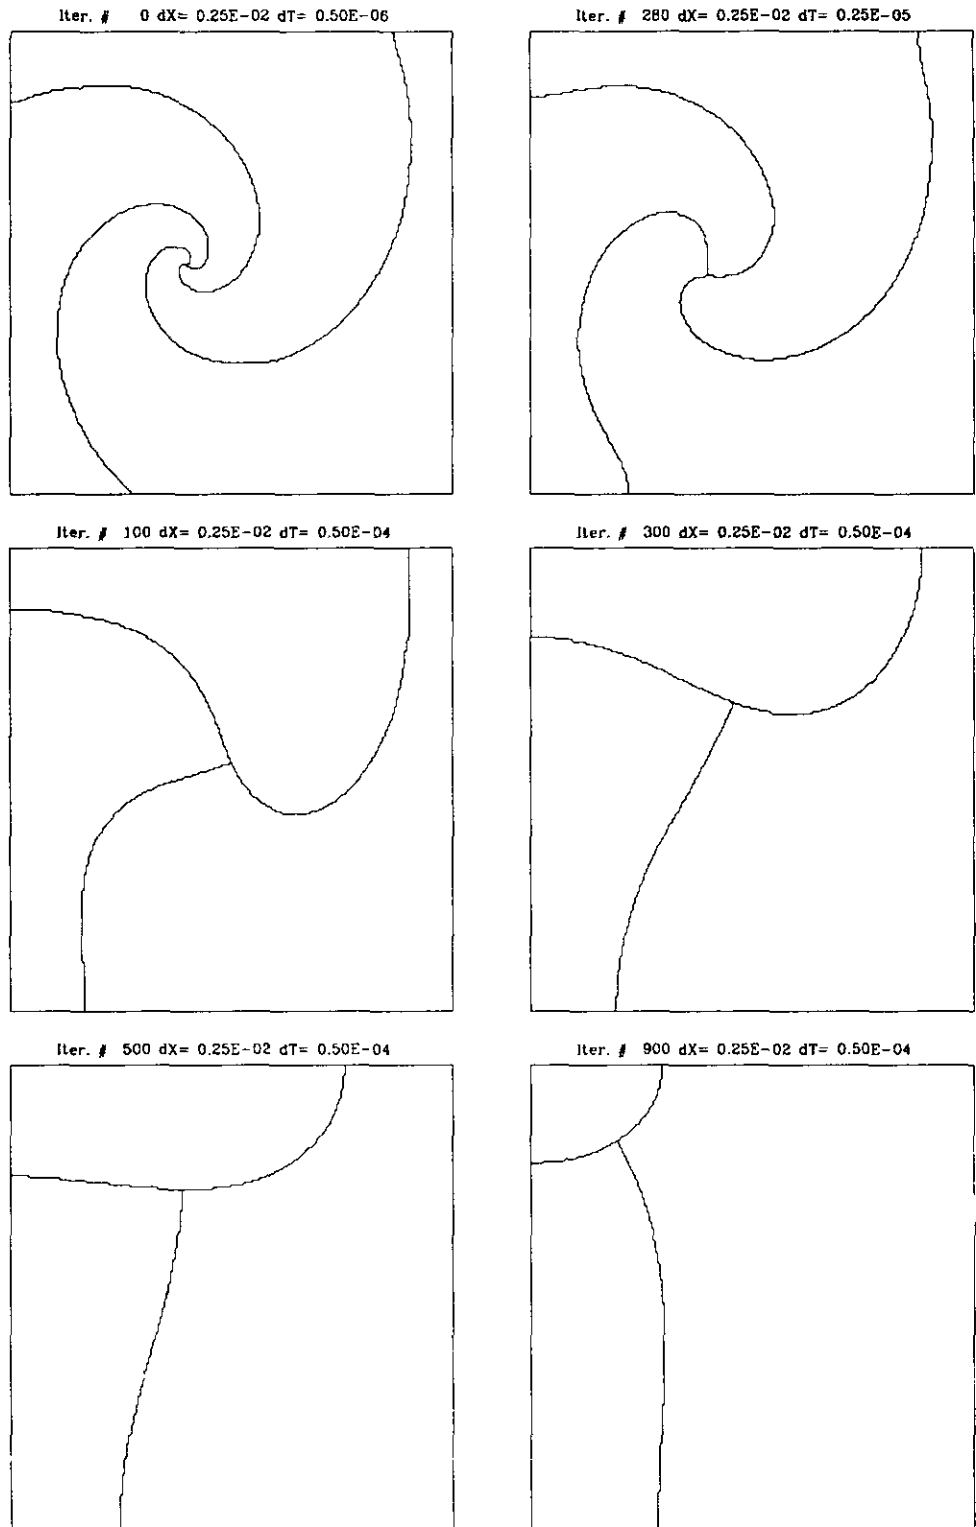 Iter. # 0 dX= 0.25E-02 dT= 0.50E-06
Iter. # 280 dX= 0.25E-02 dT= 0.25E-05
Iter. # 100 dX= 0.25E-02 dT= 0.50E-04
Iter. # 300 dX= 0.25E-02 dT= 0.50E-04
Iter. # 500 dX= 0.25E-02 dT= 0.50E-04
Iter. # 900 dX= 0.25E-02 dT= 0.50E-04